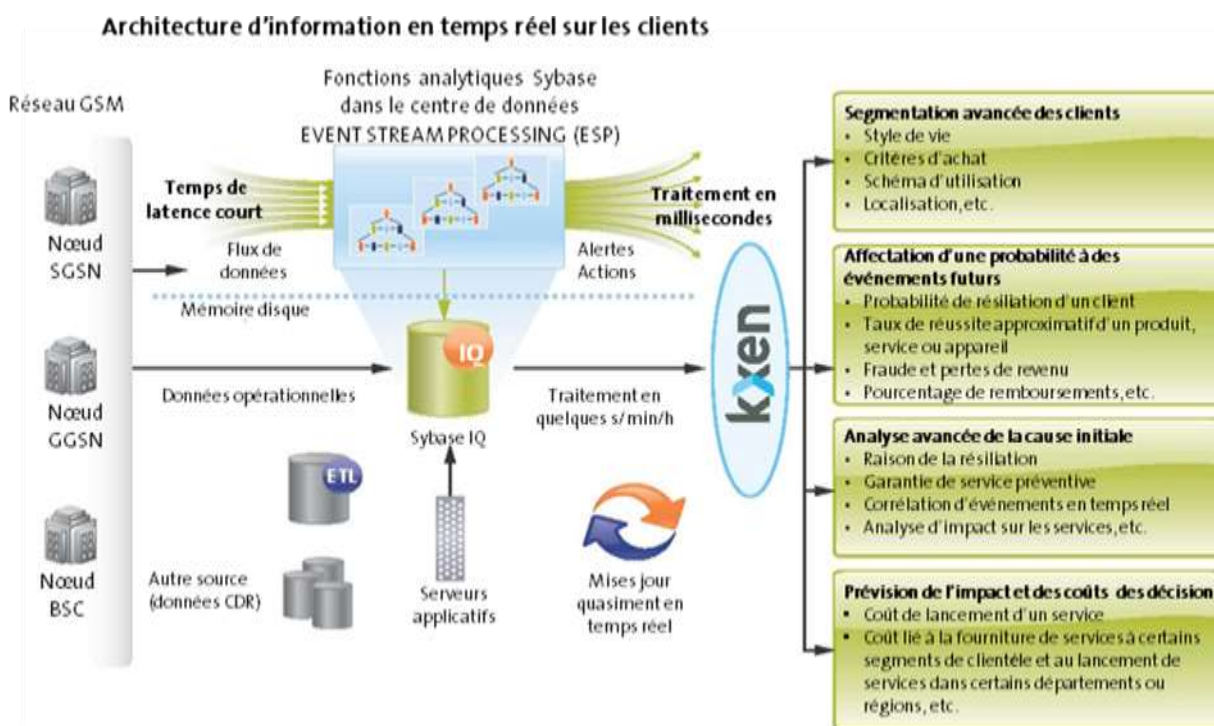 Architecture d'information en temps réel sur les clients
Réseau GSM
Nœud
SGSN
Nœud
GGSN
Nœud
BSC
Fonctions analytiques Sybase
dans le centre de données
EVENT STREAM PROCESSING (ESP)
Temps de
latence court
Flux de
données
Traitement en
millisecondes
Alertes
Actions
Mémoire disque
Données opérationnelles
IQ
Sybase IQ
Traitement en
quelques s/min/h
ETL
Autre source
(données CDR)
Serveurs
applicatifs
Mises jour
quasiment en
temps réel
kxen
Segmentation avancée des clients
• Style de vie
• Critères d'achat
• Schéma d'utilisation
• Localisation, etc.
Affectation d'une probabilité à des
événements futurs
• Probabilité de résiliation d'un client
• Taux de réussite approximatif d'un produit,
service ou appareil
• Fraude et pertes de revenu
• Pourcentage de remboursements, etc.
Analyse avancée de la cause initiale
• Raison de la résiliation
• Garantie de service préventive
• Corrélation d'événements en temps réel
• Analyse d'impact sur les services, etc.
Prévision de l'impact et des coûts des décision
• Coût de lancement d'un service
• Coût lié à la fourniture de services à certains
segments de clientéle et au lancement de
services dans certains départements ou
régions, etc.